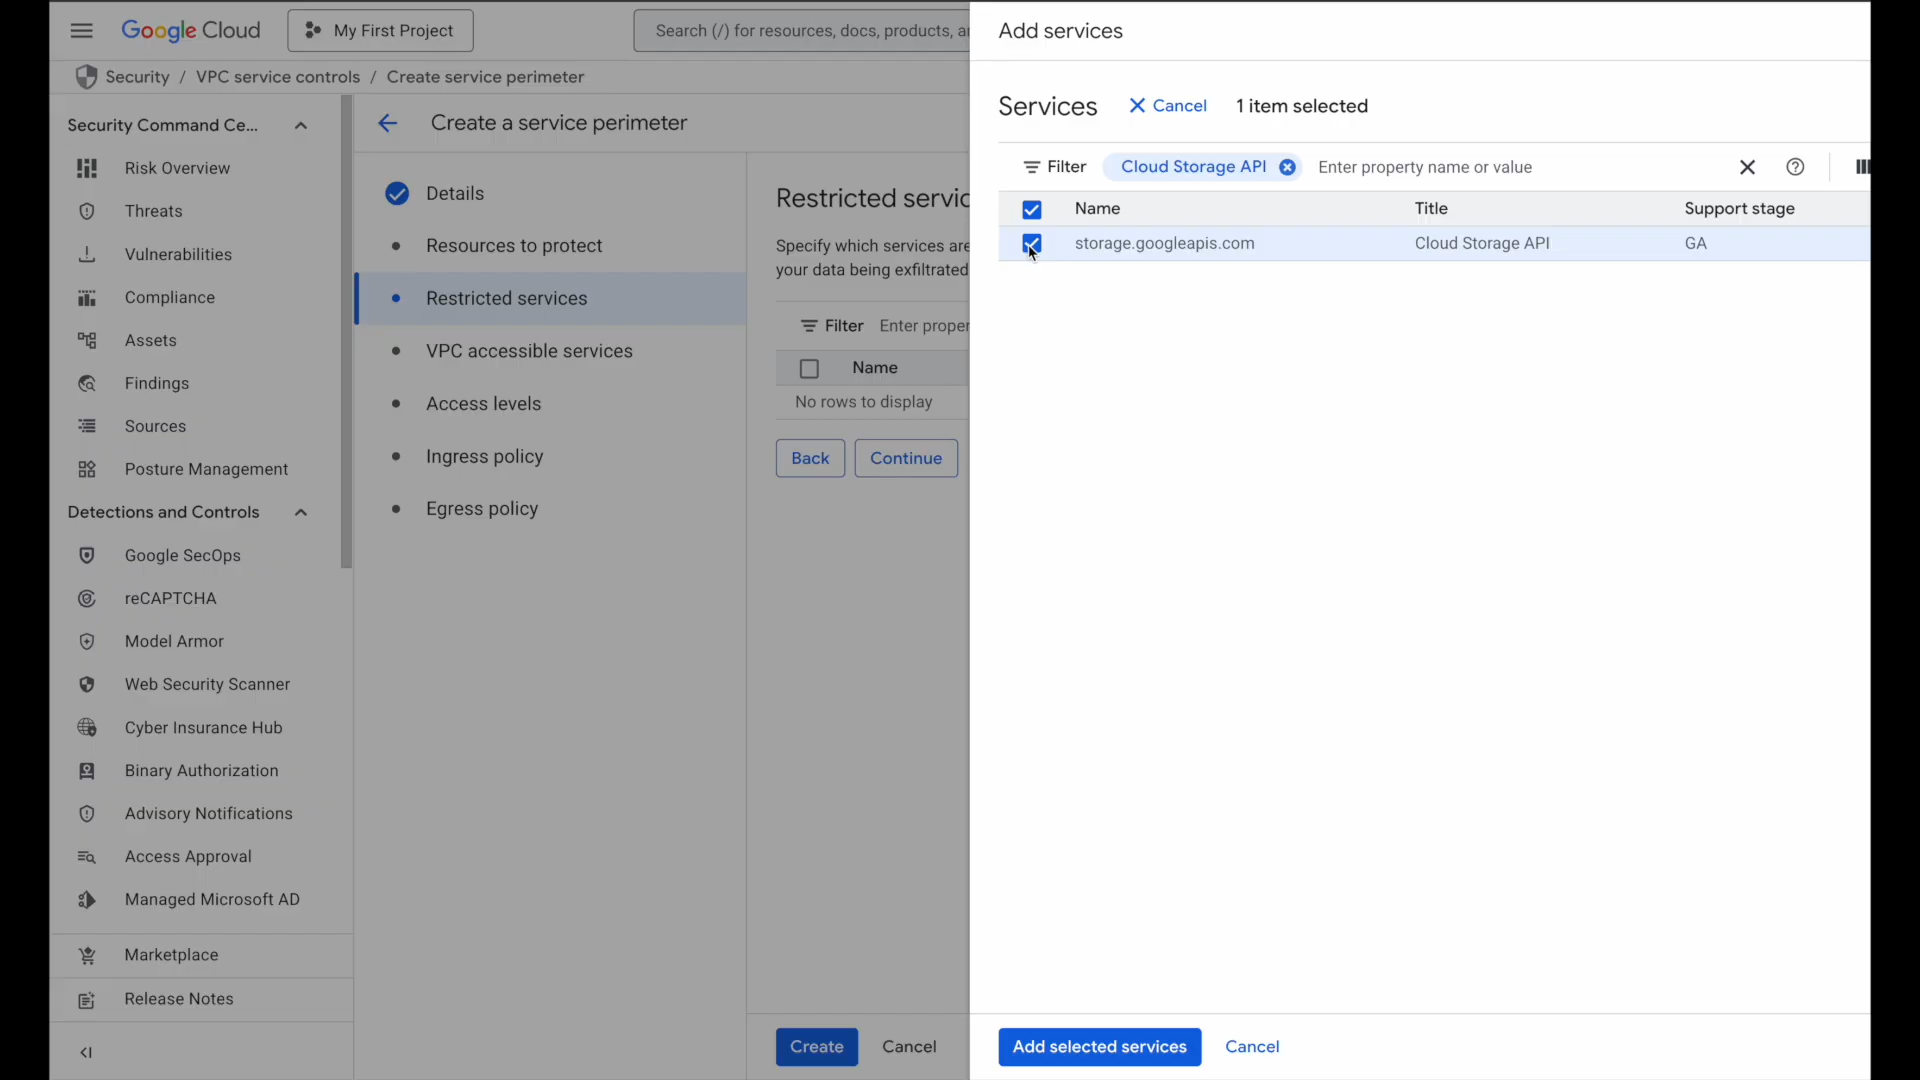 Google Cloud
My First Project
Search (/) for resources, docs, products, a
Security / VPC service controls / Create service perimeter
Security Command Ce...
Risk Overview
Threats
Vulnerabilities
Compliance
Assets
Findings
Sources
Posture Management
Detections and Controls
Google SecOps
reCAPTCHA
Model Armor
Web Security Scanner
Cyber Insurance Hub
Binary Authorization
Advisory Notifications
Access Approval
Managed Microsoft AD
Marketplace
Release Notes
Create a service perimeter
Details
Resources to protect
Restricted services
VPC accessible services
Access levels
Ingress policy
Egress policy
Restricted servic
Specify which services are
your data being exfiltrated
Filter Enter proper
Name
No rows to display
Back Continue
Create Cancel
Add services
Services Cancel 1 item selected
Filter Cloud Storage API Enter property name or value
Name Title Support stage
storage.googleapis.com Cloud Storage API GA
Add selected services Cancel